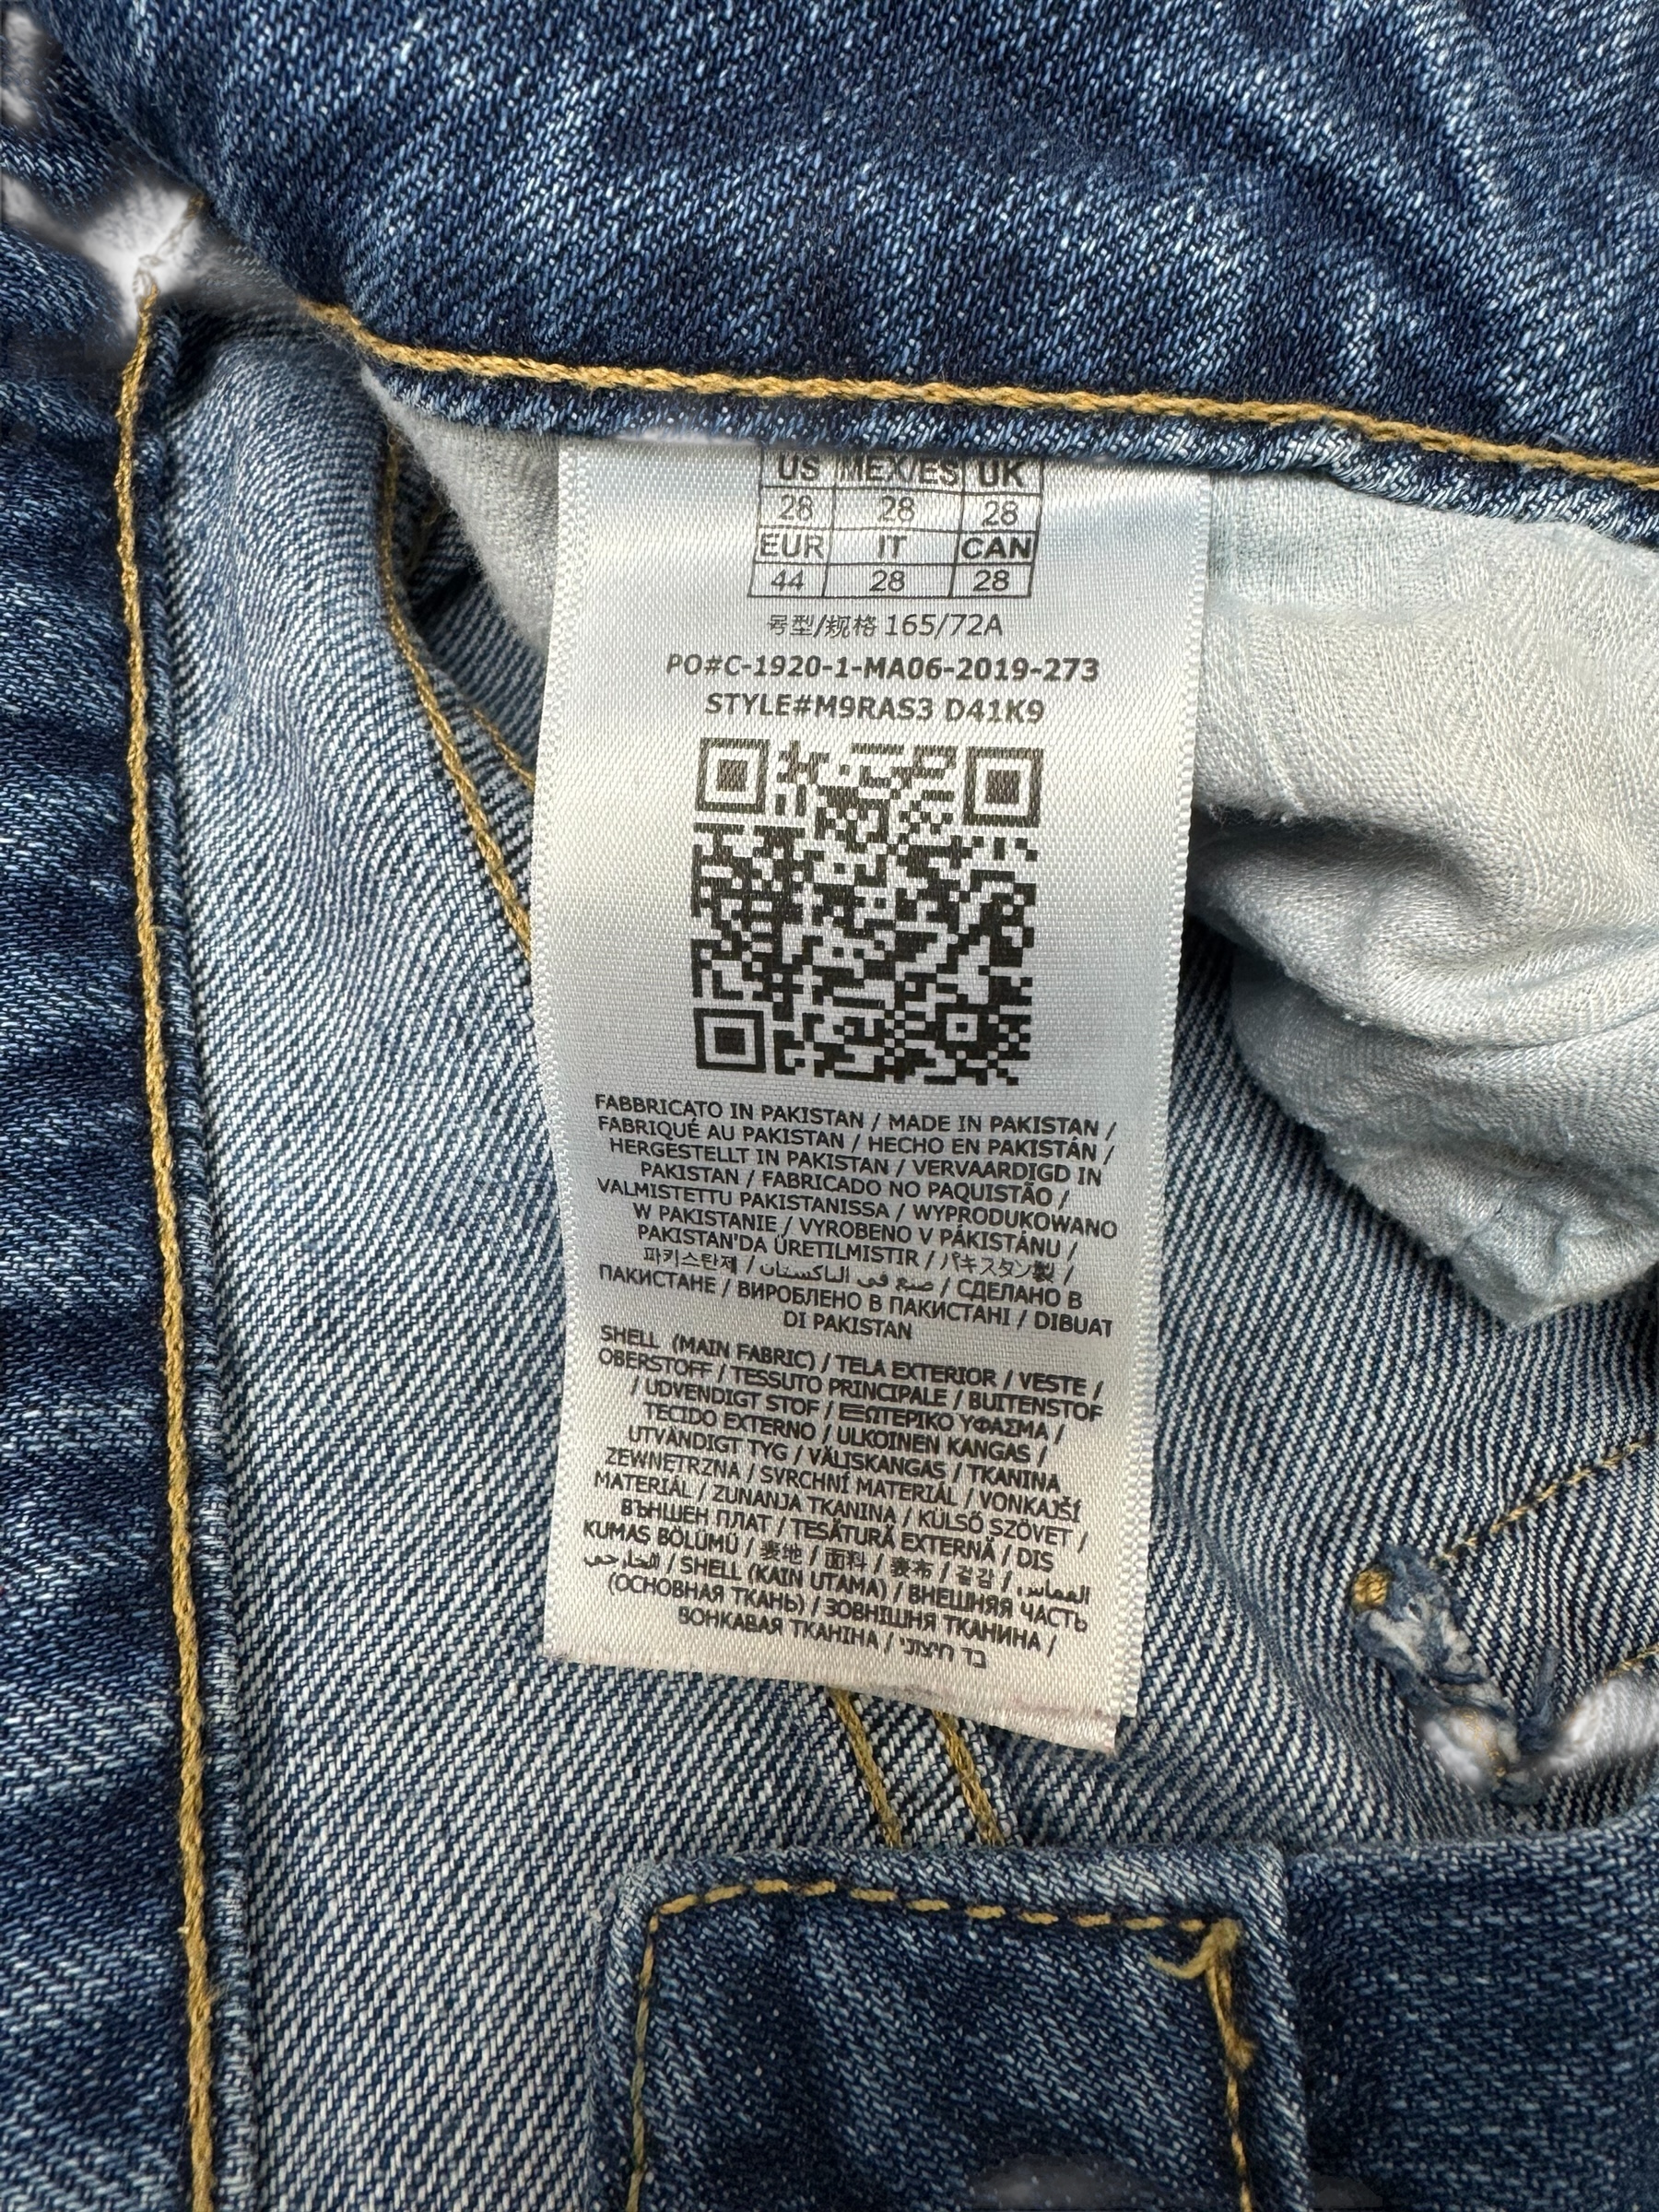 US MEX/ES UK
28 28 28
EUR IT CAN
44 28 28
号型/规格 165/72A
PO#C-1920-1-MA06-2019-273
STYLE#M9RAS3 D41K9
FABBRICATO IN PAKISTAN / MADE IN PAKISTAN /
FABRIQUÉ AU PAKISTAN / HECHO EN PAKISTÁN /
HERGESTELLT IN PAKISTAN / VERVAARDIGD IN
PAKISTAN / FABRICADO NO PAQUISTÃO /
VALMISTETTU PAKISTANISSA / WYPRODUKOWANO
W PAKISTANIE / VYROBENO V PÁKISTÁNU /
PAKISTAN'DA ÜRETILMISTIR / パキスタン製 /
파키스탄제 / صنع في الباكستان / СДЕЛАНО В
ПАКИСТАНЕ / ВИРОБЛЕНО В ПАКИСТАНІ / DIBUAT
DI PAKISTAN
SHELL (MAIN FABRIC) / TELA EXTERIOR / VESTE /
OBERSTOFF / TESSUTO PRINCIPALE / BUITENSTOF
/ UDVENDIGT STOF / ΕΞΩΤΕΡΙΚΟ ΥΦΑΣΜΑ /
TECIDO EXTERNO / ULKOINEN KANGAS /
UTVÄNDIGT TYG / VÄLISKANGAS / TKANINA
ZEWNĘTRZNA / SVRCHNÍ MATERIÁL / VONKAJŠÍ
MATERIÁL / ZUNANJA TKANINA / KÜLSŐ SZÖVET /
ВЪНШЕН ПЛАТ / TESĂTURĂ EXTERNĂ / DIS
KUMAS BÖLÜMÜ / 表地 / 面料 / 表布 / 겉감 / القماش
الخارجي / SHELL (KAIN UTAMA) / ВНЕШНЯЯ ЧАСТЬ
(ОСНОВНАЯ ТКАНЬ) / ЗОВНІШНЯ ТКАНИНА /
ВОНКАВАЯ ТКАНІНА / בד חיצוני